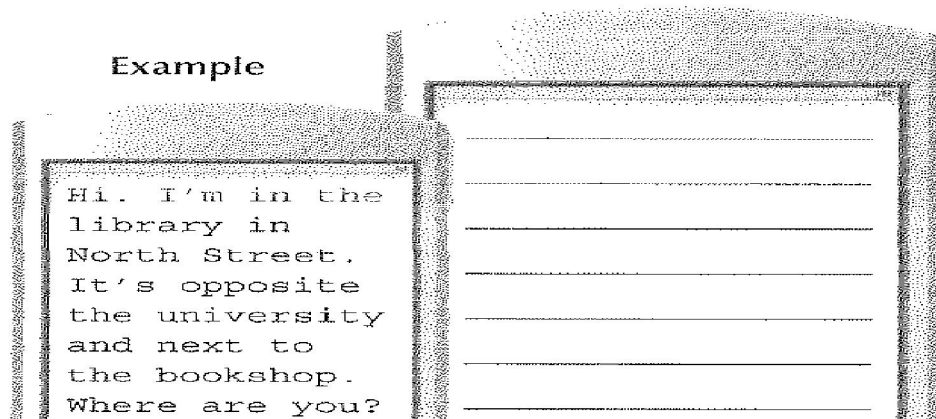 Example
Hi. I'm in the
library in
North Street.
It's opposite
the university
and next to
the bookshop.
Where are you?